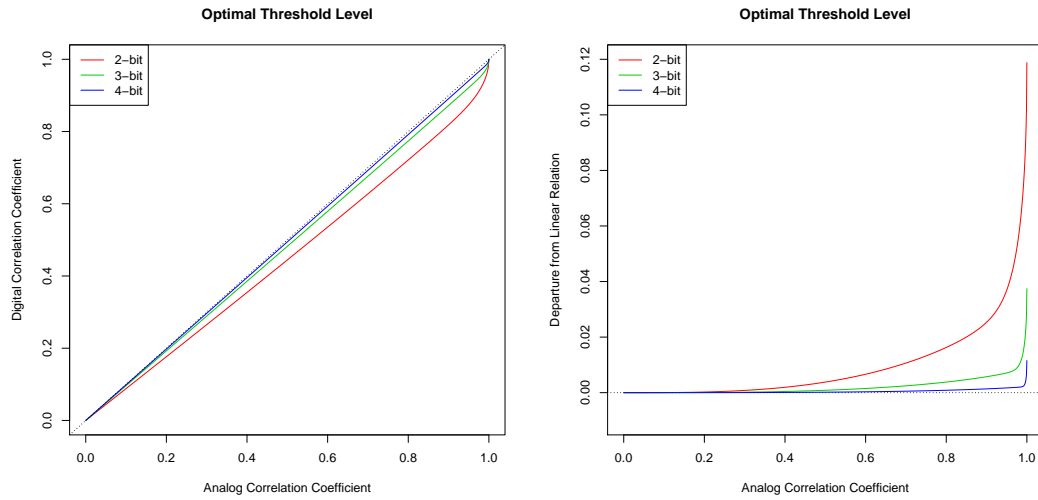 Optimal Threshold Level
2−bit
3−bit
4−bit
Digital Correlation Coefficient
1.0
0.8
0.6
0.4
0.2
0.0
0.0 0.2 0.4 0.6 0.8 1.0
Analog Correlation Coefficient
Optimal Threshold Level
2−bit
3−bit
4−bit
Departure from Linear Relation
0.12
0.10
0.08
0.06
0.04
0.02
0.00
0.0 0.2 0.4 0.6 0.8 1.0
Analog Correlation Coefficient